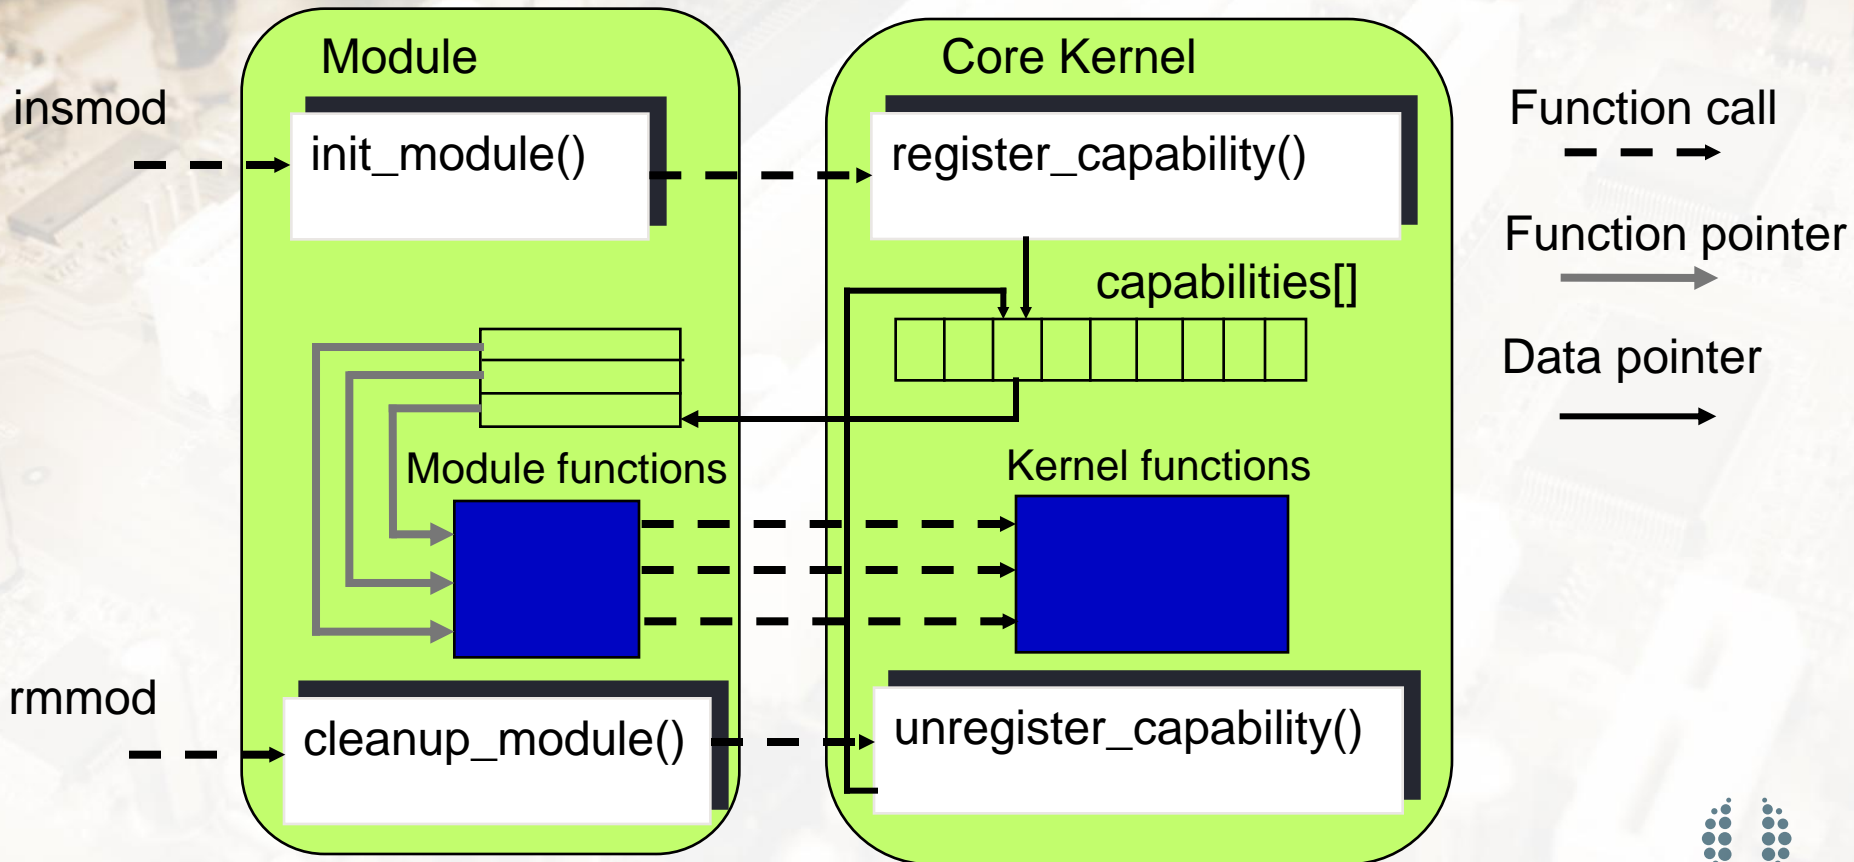 Module
Core Kernel
insmod
init_module()
register_capability()
Function call
Function pointer
capabilities[]
Data pointer
Module functions
Kernel functions
rmmod
cleanup_module()
unregister_capability()